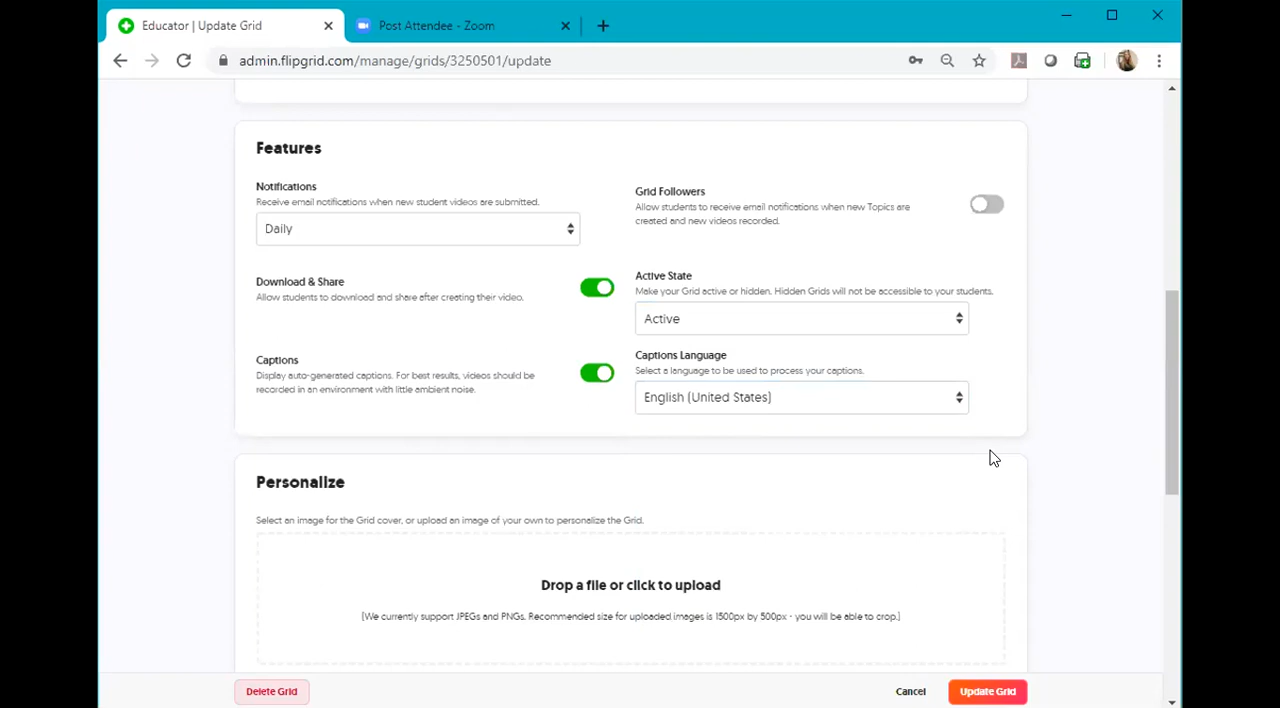 Educator | Update Grid
Post Attendee - Zoom
admin.flipgrid.com/manage/grids/3250501/update
Features
Notifications
Receive email notifications when new student videos are submitted.
Daily
Grid Followers
Allow students to receive email notifications when new Topics are
created and new videos recorded.
Download & Share
Allow students to download and share after creating their video.
Active State
Make your Grid active or hidden. Hidden Grids will not be accessible to your students.
Active
Captions
Display auto-generated captions. For best results, videos should be
recorded in an environment with little ambient noise.
Captions Language
Select a language to be used to process your captions.
English (United States)
Personalize
Select an image for the Grid cover, or upload an image of your own to personalize the Grid.
Drop a file or click to upload
(We currently support JPEGs and PNGs. Recommended size for uploaded images is 1500px by 500px - you will be able to crop.)
Delete Grid
Cancel
Update Grid